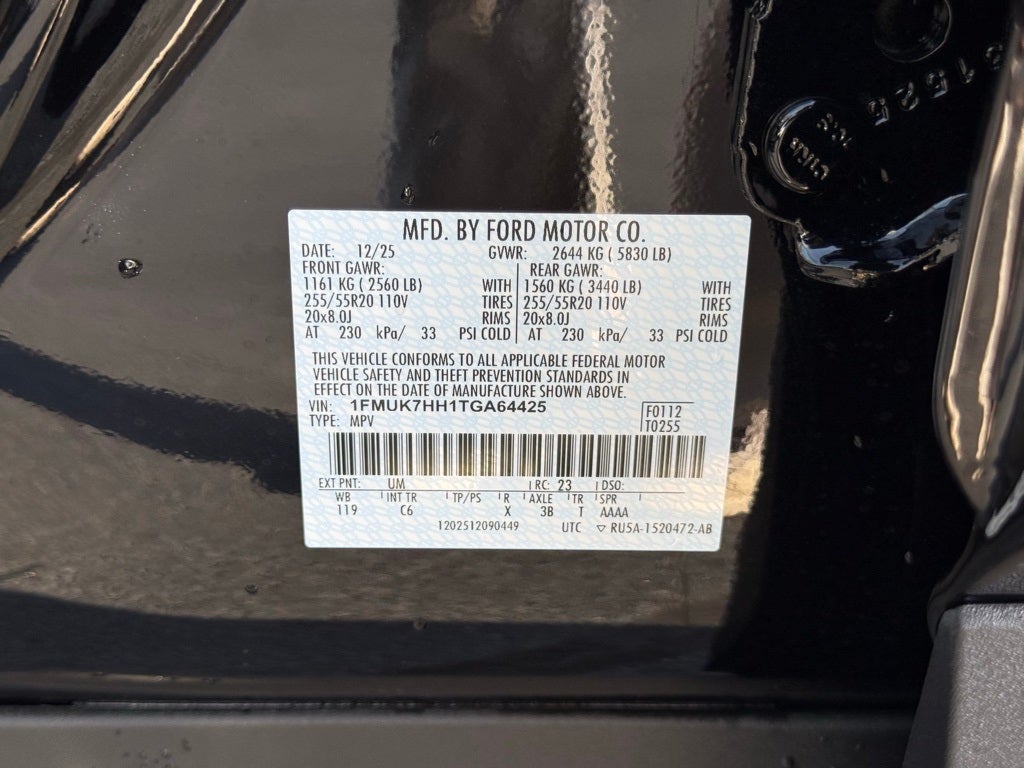 MFD. BY FORD MOTOR CO.
DATE: 12/25 GVWR: 2644 KG ( 5830 LB)
FRONT GAWR: REAR GAWR:
1161 KG ( 2560 LB) WITH 1560 KG ( 3440 LB) WITH
255/55R20 110V TIRES 255/55R20 110V TIRES
20x8.0J RIMS 20x8.0J RIMS
AT 230 kPa/ 33 PSI COLD AT 230 kPa/ 33 PSI COLD
THIS VEHICLE CONFORMS TO ALL APPLICABLE FEDERAL MOTOR
VEHICLE SAFETY AND THEFT PREVENTION STANDARDS IN
EFFECT ON THE DATE OF MANUFACTURE SHOWN ABOVE.
VIN: 1FMUK7HH1TGA64425 F0112
TYPE: MPV T0255
EXT PNT: UM RC: 23 DSO:
WB INT TR TP/PS R AXLE TR SPR
119 C6 X 3B T AAAA
1202512090449 UTC ▽ RU5A-1520472-AB